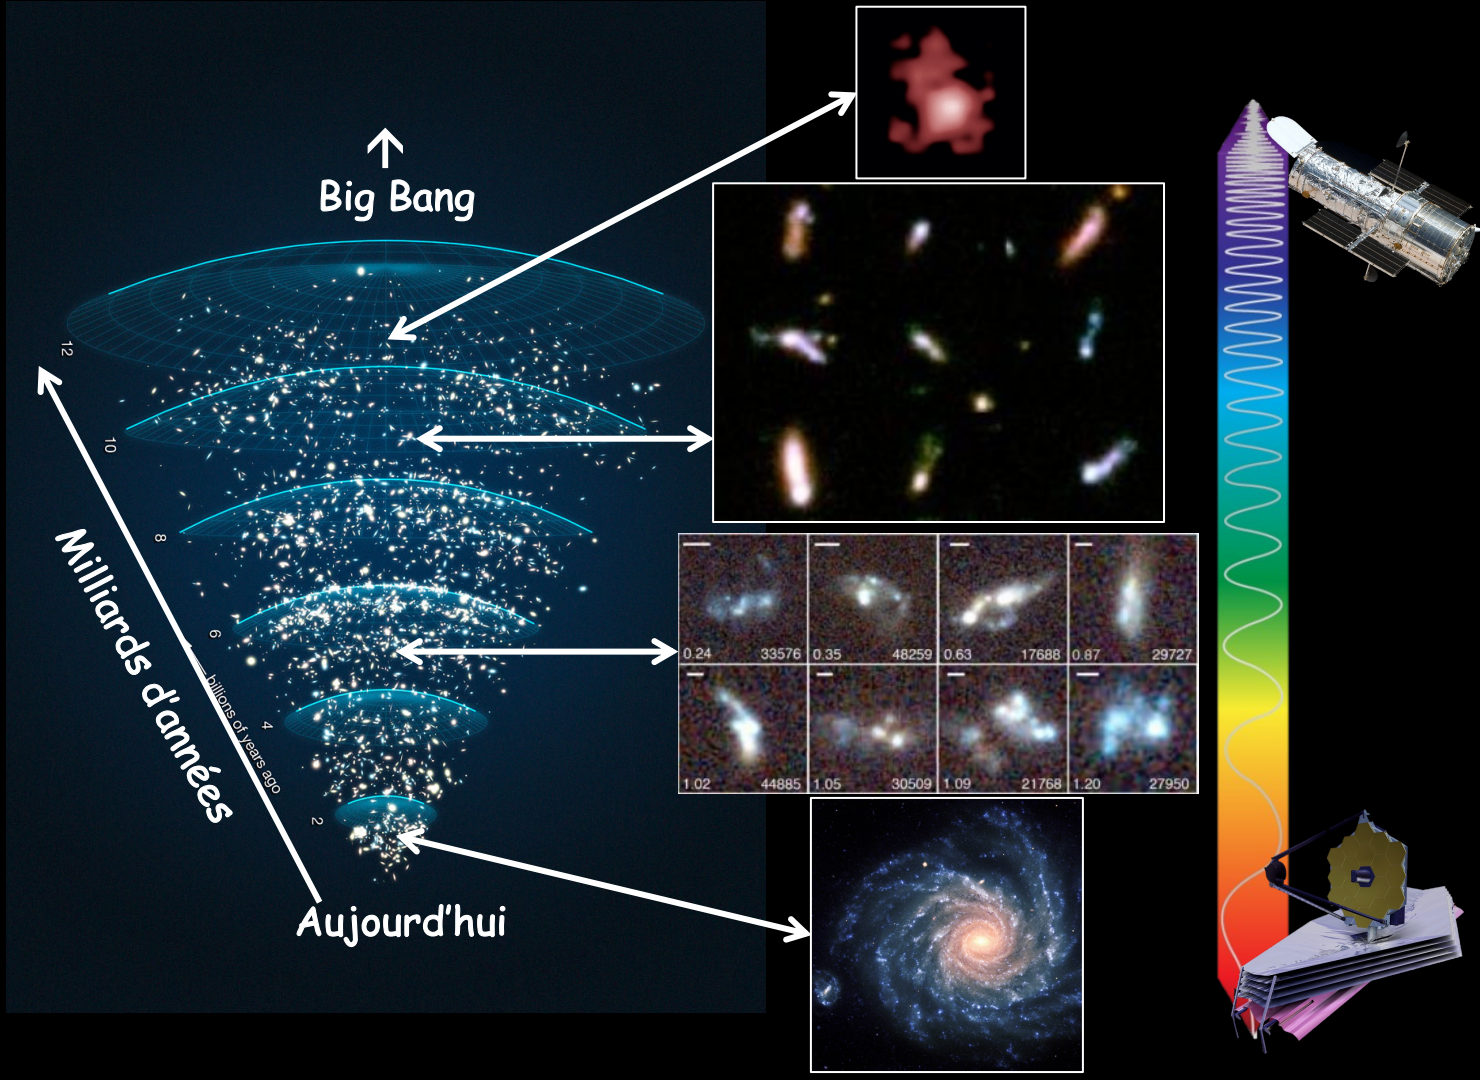 Big Bang
12
10
8
6
4
2
billions of years ago
Milliards d'années
Aujourd'hui
0.24 33576 0.35 48259 0.63 17688 0.87 29727
1.02 44885 1.05 30509 1.09 21768 1.20 27950